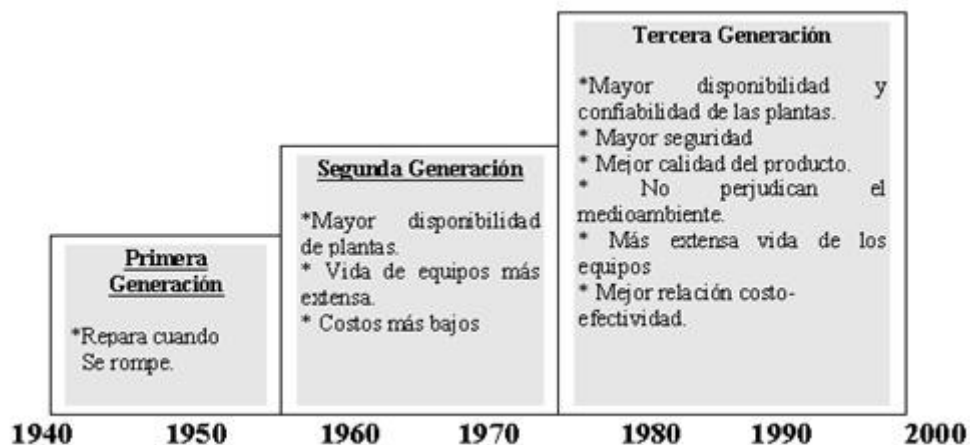 Primera
Generación
*Repara cuando
Se rompe.
Segunda Generación
*Mayor disponibilidad
de plantas.
* Vida de equipos más
extensa.
* Costos más bajos
Tercera Generación
*Mayor disponibilidad y
confiabilidad de las plantas.
* Mayor seguridad
* Mejor calidad del producto.
* No perjudican el
medioambiente.
* Más extensa vida de los
equipos
* Mejor relación costo-
efectividad.
1940 1950 1960 1970 1980 1990 2000